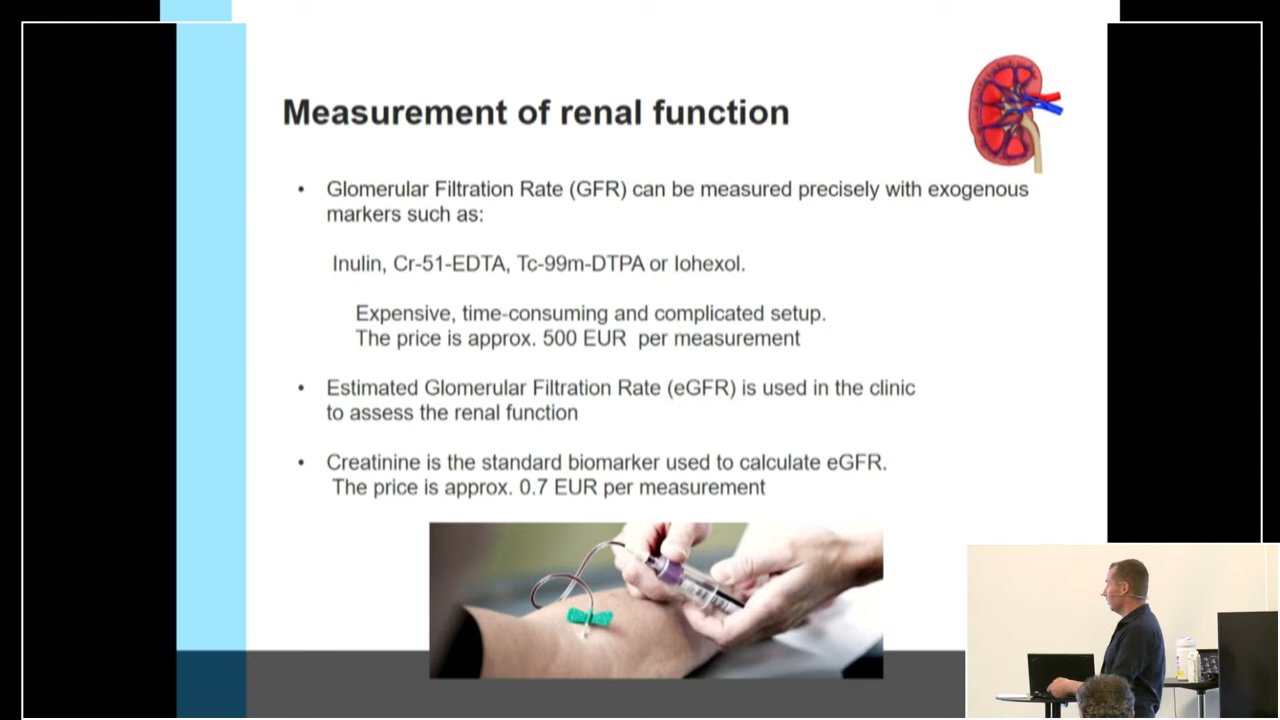 Measurement of renal function
• Glomerular Filtration Rate (GFR) can be measured precisely with exogenous
markers such as:
Inulin, Cr-51-EDTA, Tc-99m-DTPA or Iohexol.
Expensive, time-consuming and complicated setup.
The price is approx. 500 EUR per measurement
• Estimated Glomerular Filtration Rate (eGFR) is used in the clinic
to assess the renal function
• Creatinine is the standard biomarker used to calculate eGFR.
The price is approx. 0.7 EUR per measurement